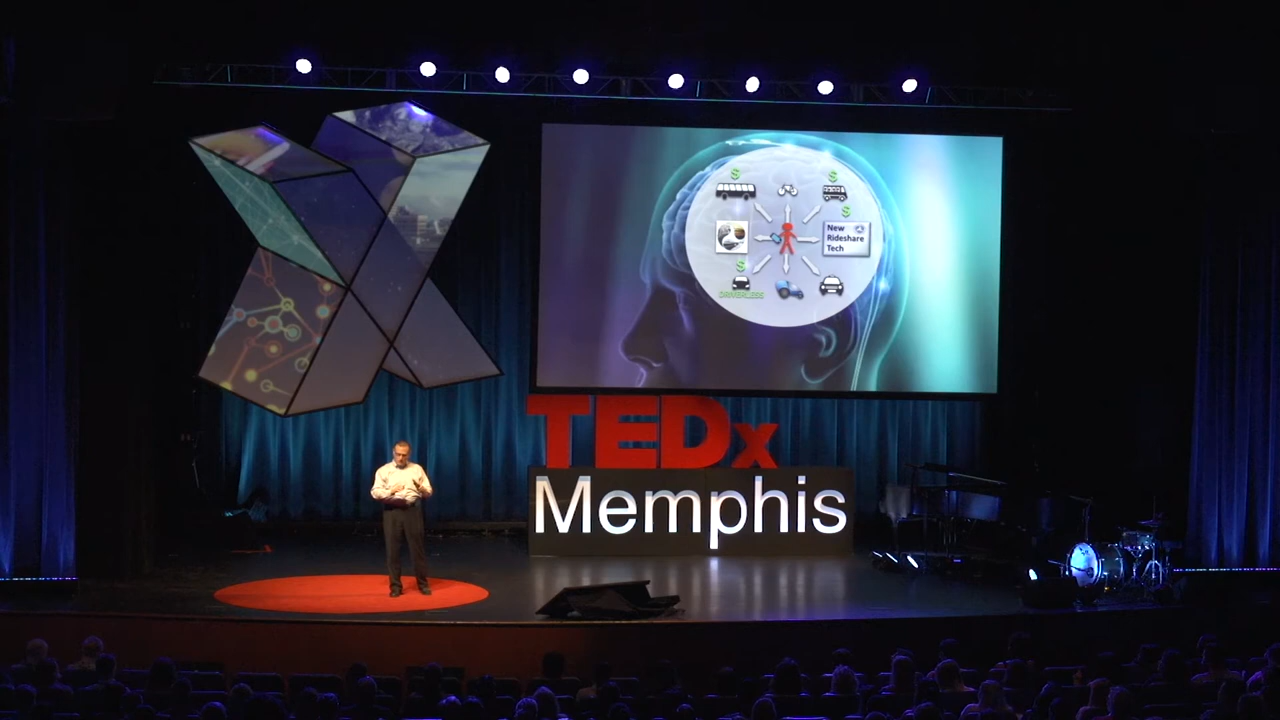 $
$
$
New
Rideshare
Tech
$
DRIVERLESS
TEDx
Memphis